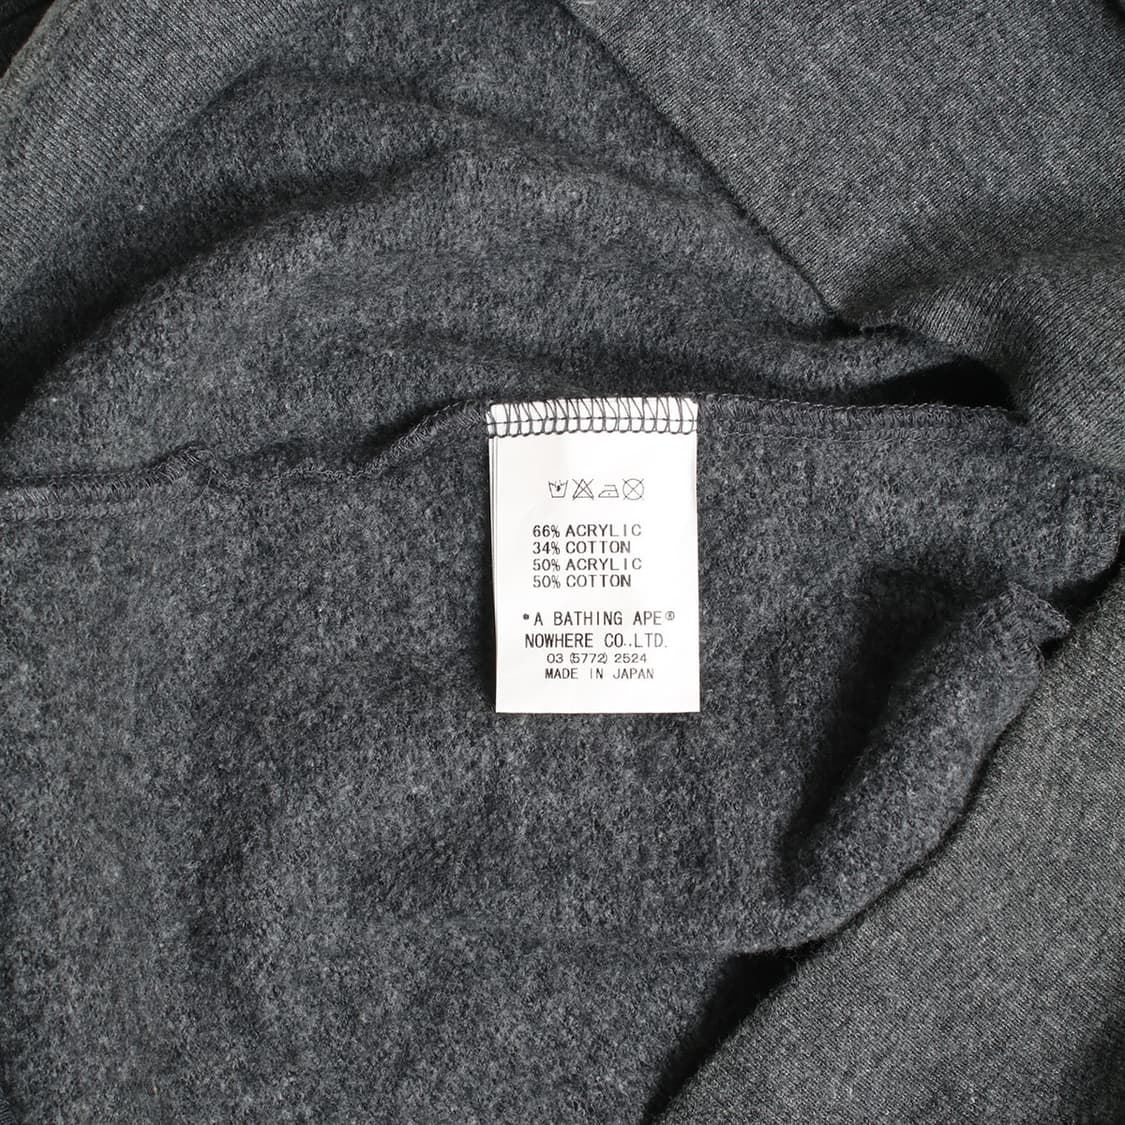 66% ACRYLIC
34% COTTON
50% ACRYLIC
50% COTTON
*A BATHING APE®
NOWHERE CO.,LTD.
03 (5772) 2524
MADE IN JAPAN